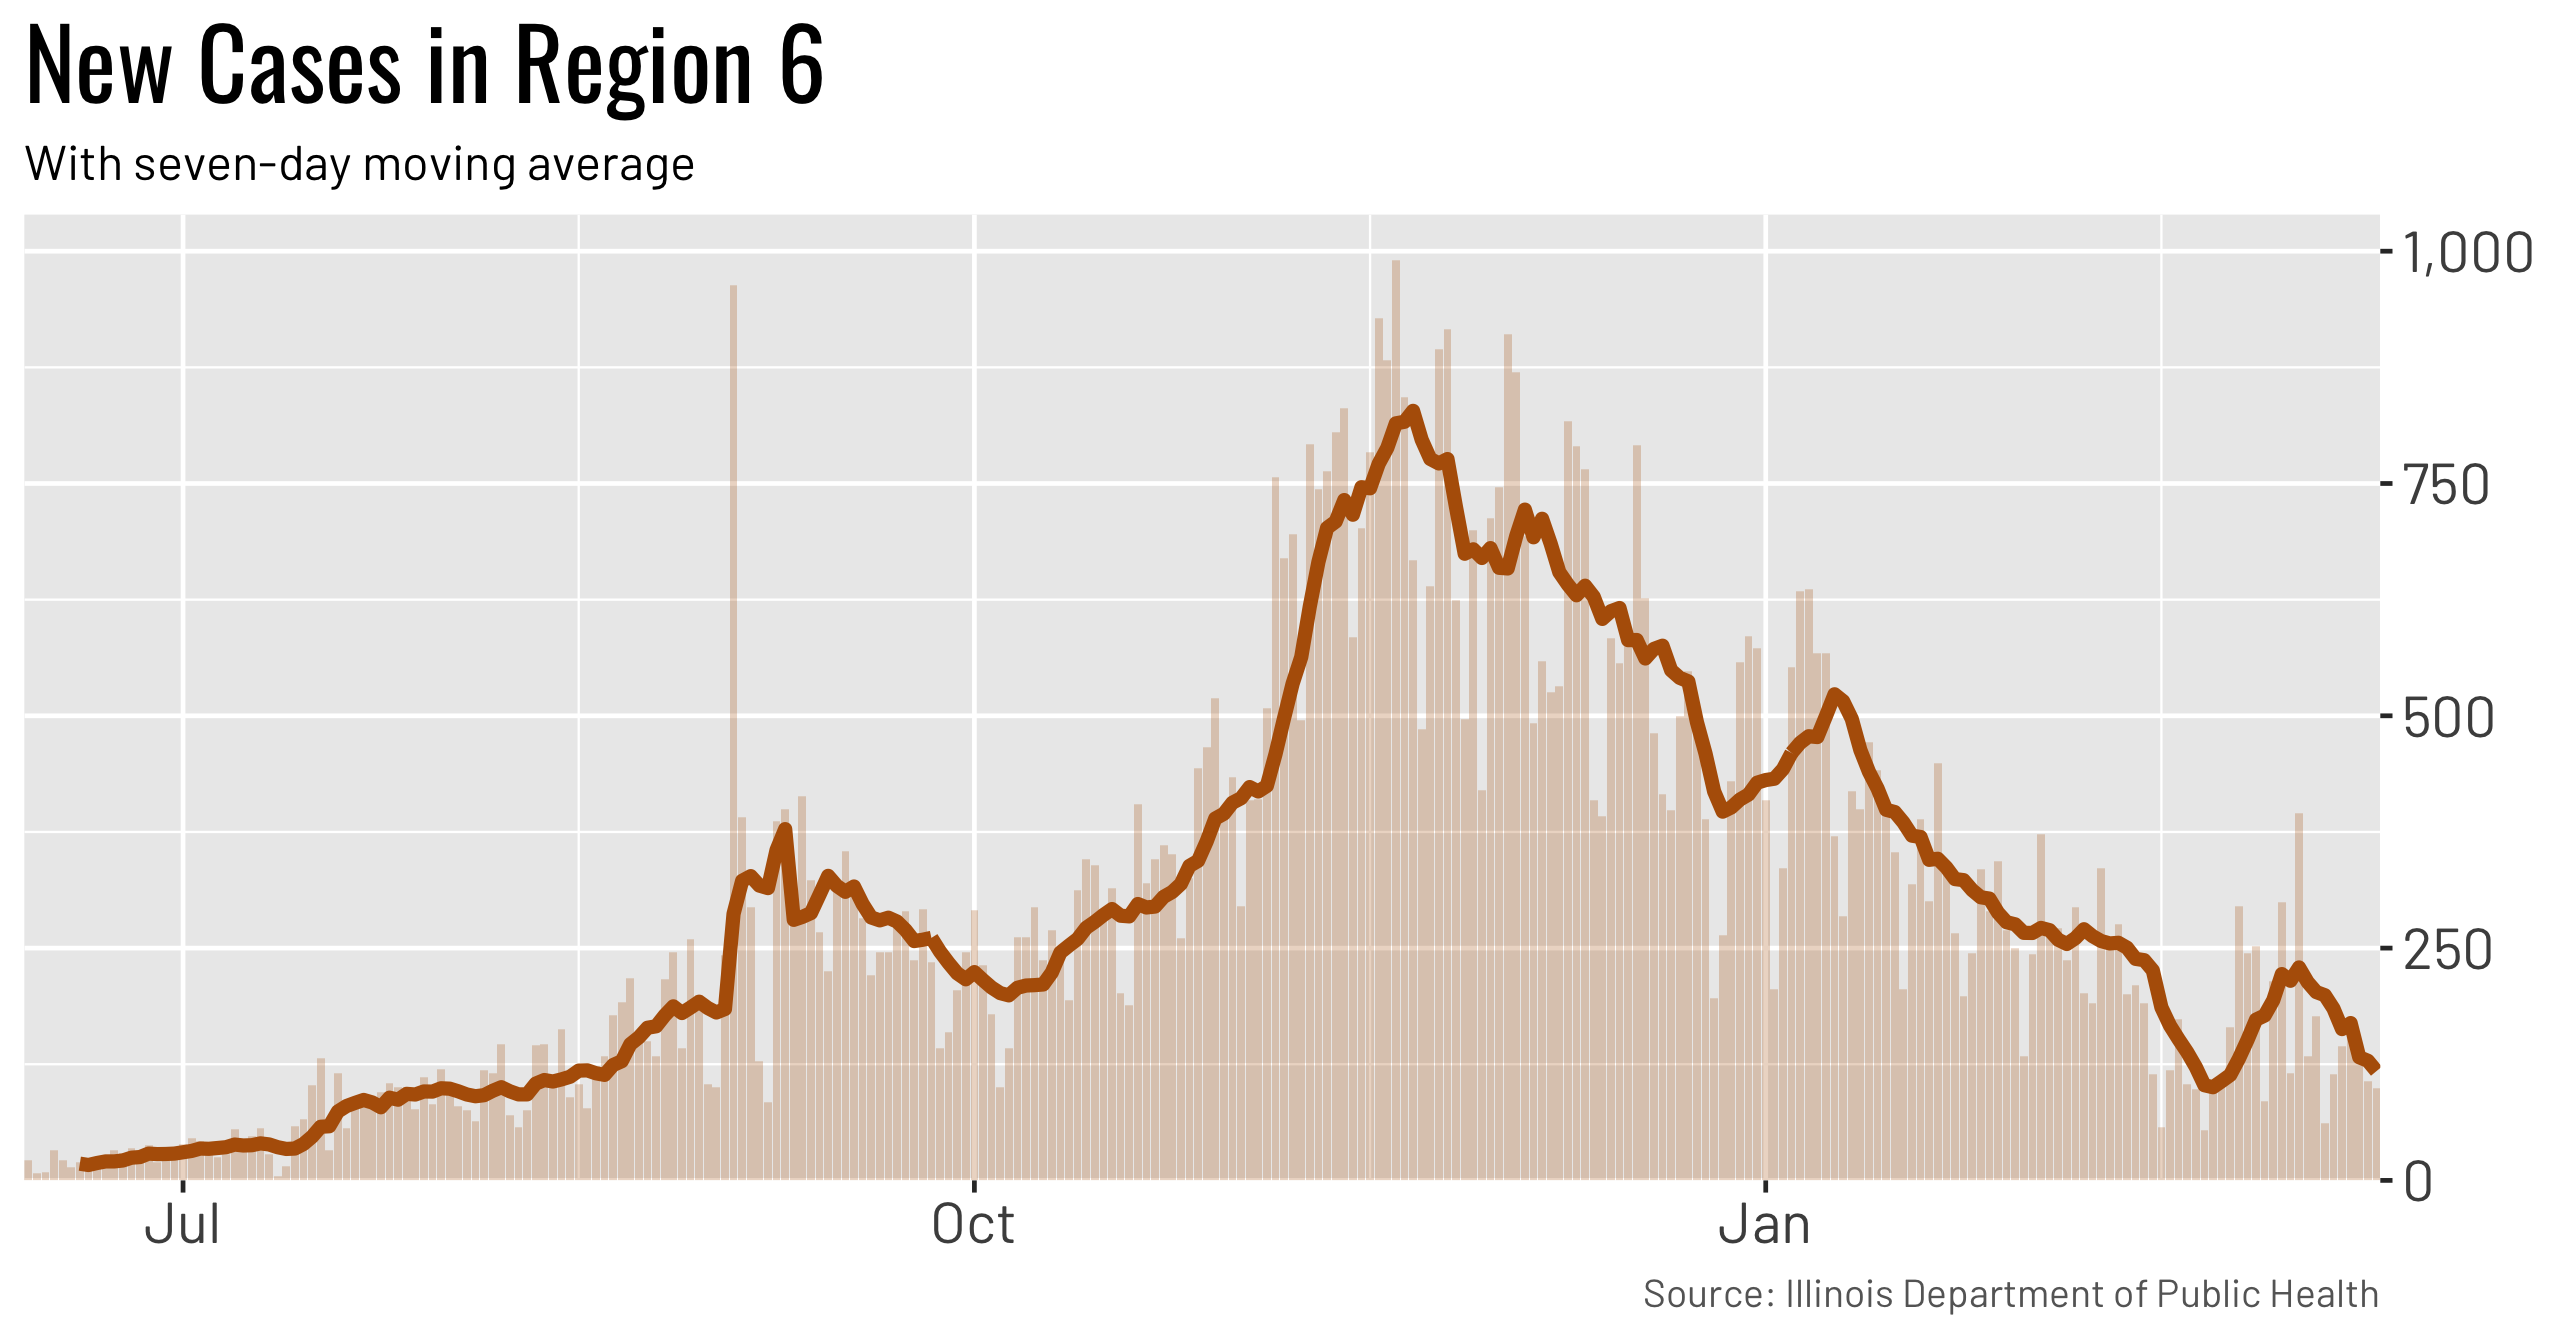 New Cases in Region 6
With seven-day moving average
1,000
750
500
250
0
Jul Oct Jan
Source: Illinois Department of Public Health